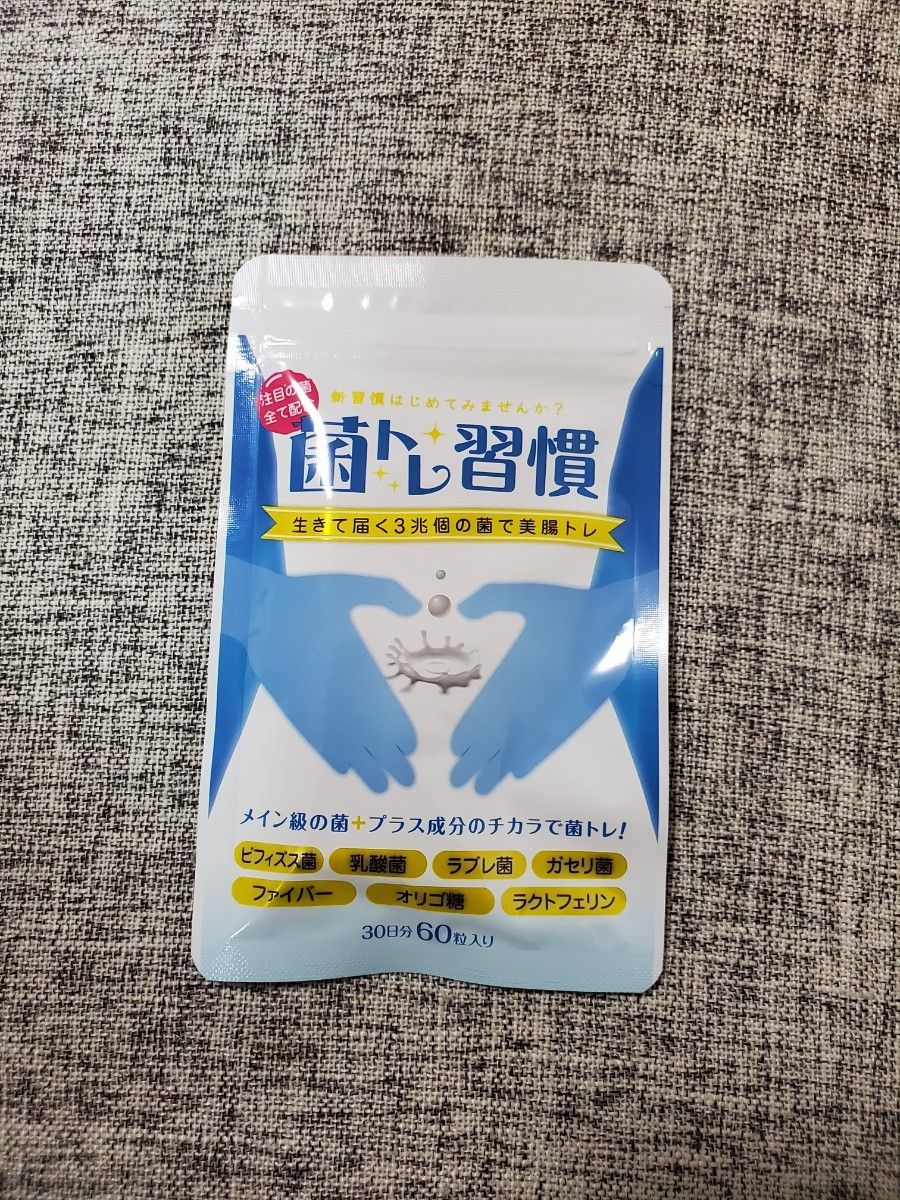 注目の菌
全て配合
新習慣はじめてみませんか?
菌トレ習慣
生きて届く3兆個の菌で美腸トレ
メイン級の菌+プラス成分のチカラで菌トレ!
ビフィズス菌 乳酸菌 ラブレ菌 ガセリ菌
ファイバー オリゴ糖 ラクトフェリン
30日分60粒入り